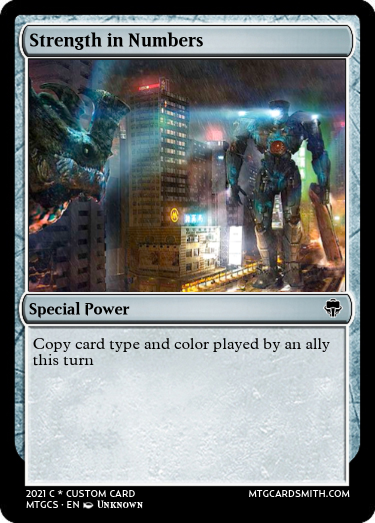 Strength in Numbers
Special Power
Copy card type and color played by an ally
this turn
2021 C * CUSTOM CARD
MTGCARDSMITH.COM
MTGCS • EN Unknown